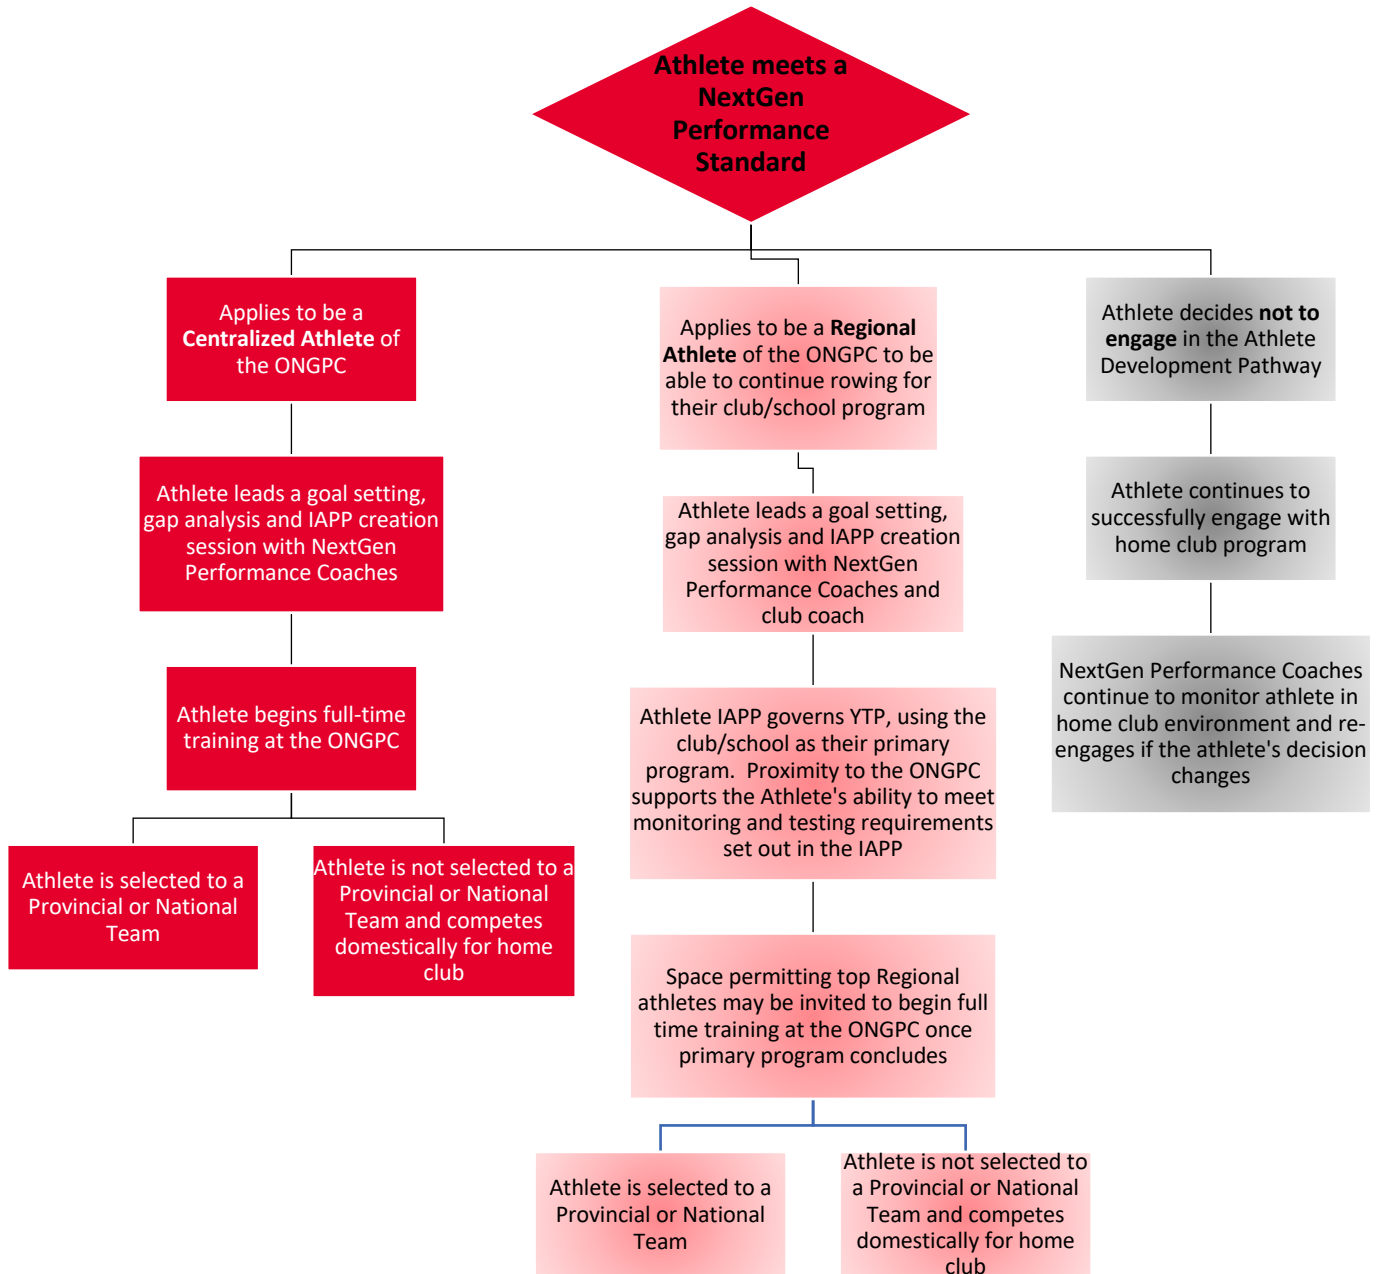 Athlete meets a
NextGen
Performance
Standard
Applies to be a
Centralized Athlete of
the ONGPC
Athlete leads a goal setting,
gap analysis and IAPP creation
session with NextGen
Performance Coaches
Athlete begins full-time
training at the ONGPC
Athlete is selected to a
Provincial or National
Team
Athlete is not selected to a
Provincial or National
Team and competes
domestically for home
club
Applies to be a Regional
Athlete of the ONGPC to be
able to continue rowing for
their club/school program
Athlete leads a goal setting,
gap analysis and IAPP creation
session with NextGen
Performance Coaches and
club coach
Athlete IAPP governs YTP, using the
club/school as their primary
program.  Proximity to the ONGPC
supports the Athlete's ability to meet
monitoring and testing requirements
set out in the IAPP
Space permitting top Regional
athletes may be invited to begin full
time training at the ONGPC once
primary program concludes
Athlete is selected to a
Provincial or National
Team
Athlete is not selected to
a Provincial or National
Team and competes
domestically for home
club
Athlete decides not to
engage in the Athlete
Development Pathway
Athlete continues to
successfully engage with
home club program
NextGen Performance Coaches
continue to monitor athlete in
home club environment and re-
engages if the athlete's decision
changes